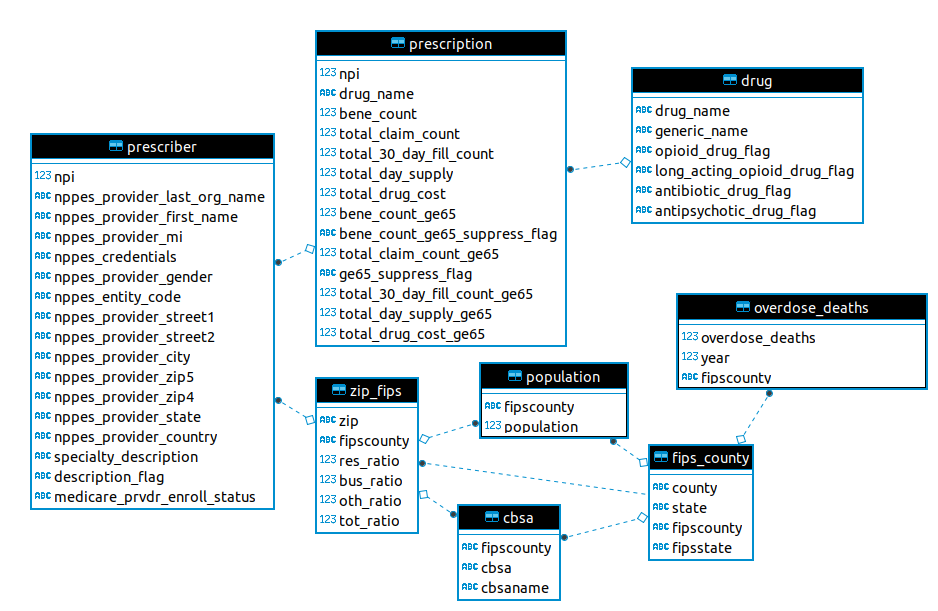 prescription
123 npi
ABC drug_name
123 bene_count
123 total_claim_count
123 total_30_day_fill_count
123 total_day_supply
123 total_drug_cost
123 bene_count_ge65
ABC bene_count_ge65_suppress_flag
123 total_claim_count_ge65
ABC ge65_suppress_flag
123 total_30_day_fill_count_ge65
123 total_day_supply_ge65
123 total_drug_cost_ge65
drug
ABC drug_name
ABC generic_name
ABC opioid_drug_flag
ABC long_acting_opioid_drug_flag
ABC antibiotic_drug_flag
ABC antipsychotic_drug_flag
prescriber
123 npi
ABC nppes_provider_last_org_name
ABC nppes_provider_first_name
ABC nppes_provider_mi
ABC nppes_credentials
ABC nppes_provider_gender
ABC nppes_entity_code
ABC nppes_provider_street1
ABC nppes_provider_street2
ABC nppes_provider_city
ABC nppes_provider_zip5
ABC nppes_provider_zip4
ABC nppes_provider_state
ABC nppes_provider_country
ABC specialty_description
ABC description_flag
ABC medicare_prvdr_enroll_status
overdose_deaths
123 overdose_deaths
123 year
ABC fipscounty
zip_fips
ABC zip
ABC fipscounty
123 res_ratio
123 bus_ratio
123 oth_ratio
123 tot_ratio
population
ABC fipscounty
123 population
fips_county
ABC county
ABC state
ABC fipscounty
ABC fipsstate
cbsa
ABC fipscounty
ABC cbsa
ABC cbsaname